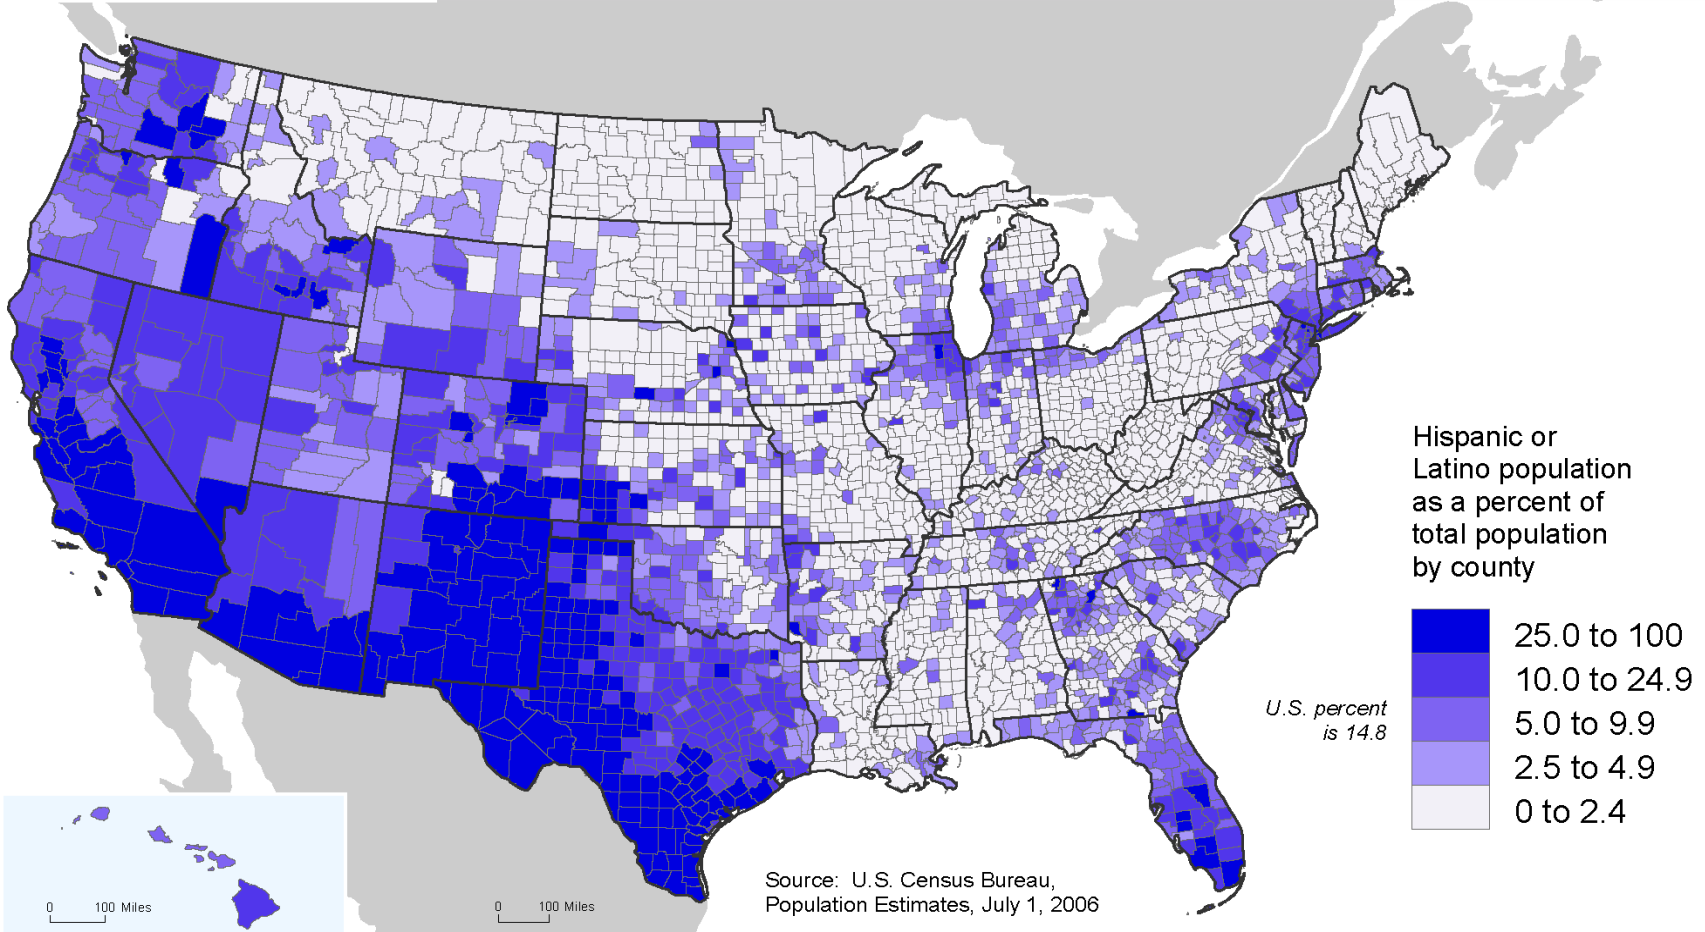 Hispanic or
Latino population
as a percent of
total population
by county
25.0 to 100
10.0 to 24.9
5.0 to 9.9
2.5 to 4.9
0 to 2.4
U.S. percent
is 14.8
Source:  U.S. Census Bureau,
Population Estimates, July 1, 2006
0 100 Miles
0 100 Miles